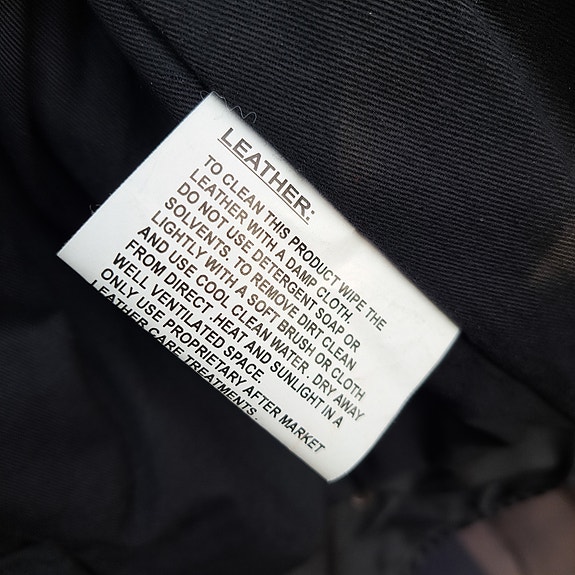 LEATHER:
TO CLEAN THIS PRODUCT WIPE THE
LEATHER WITH A DAMP CLOTH.
DO NOT USE DETERGENT SOAP OR
SOLVENTS. TO REMOVE DIRT CLEAN
LIGHTLY WITH A SOFT BRUSH OR CLOTH
AND USE COOL CLEAN WATER . DRY AWAY
FROM DIRECT .HEAT AND SUNLIGHT IN A
WELL VENTILATED SPACE.
ONLY USE PROPRIETARY AFTER MARKET
LEATHER CARE TREATMENTS .